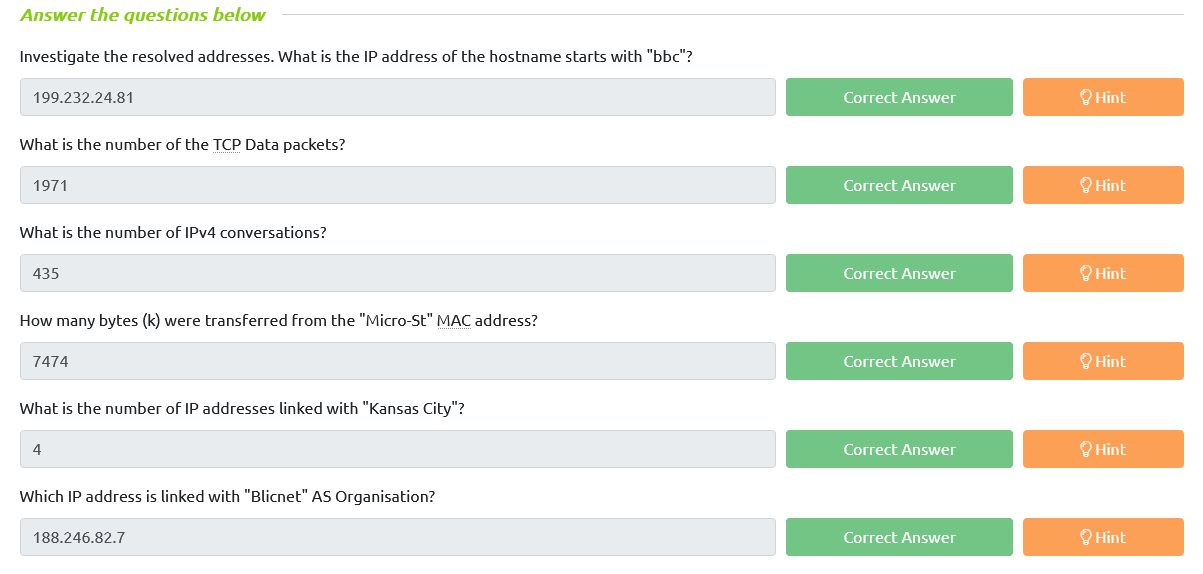 Answer the questions below
Investigate the resolved addresses. What is the IP address of the hostname starts with "bbc"?
199.232.24.81 Correct Answer Hint
What is the number of the TCP Data packets?
1971 Correct Answer Hint
What is the number of IPv4 conversations?
435 Correct Answer Hint
How many bytes (k) were transferred from the "Micro-St" MAC address?
7474 Correct Answer Hint
What is the number of IP addresses linked with "Kansas City"?
4 Correct Answer Hint
Which IP address is linked with "Blicnet" AS Organisation?
188.246.82.7 Correct Answer Hint